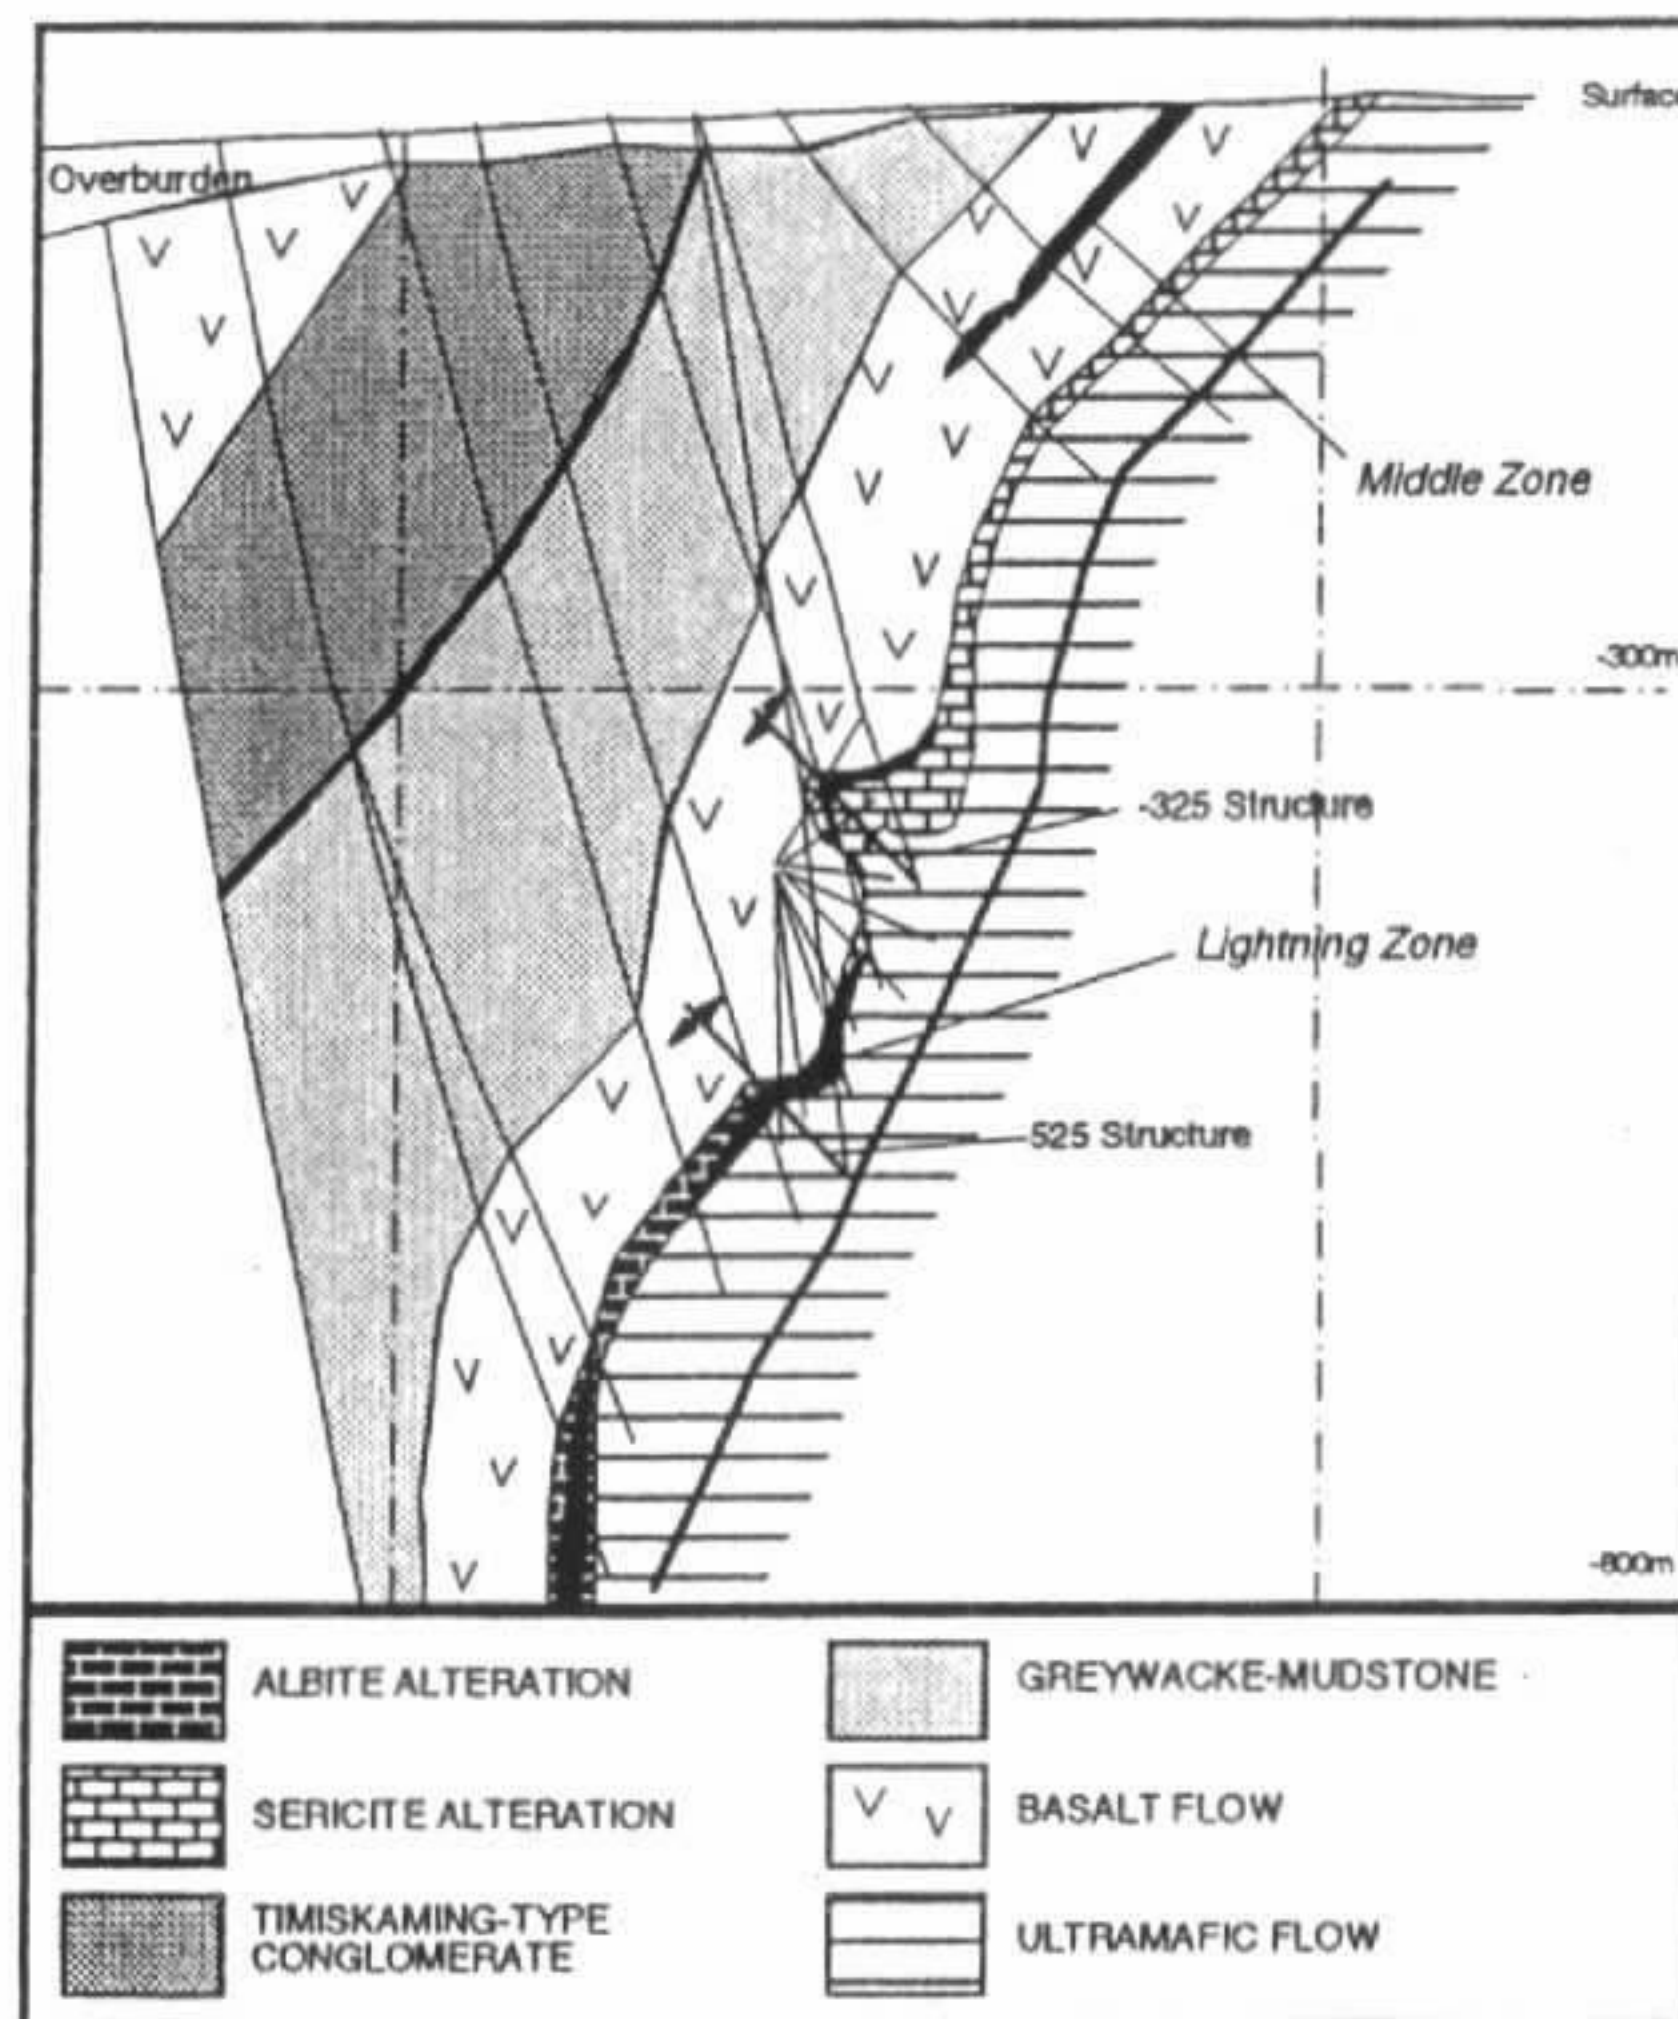 Surface
Overburden
Middle Zone
-300m
-325 Structure
Lightning Zone
525 Structure
-800m
ALBITE ALTERATION
GREYWACKE-MUDSTONE
SERICITE ALTERATION
BASALT FLOW
TIMISKAMING-TYPE
CONGLOMERATE
ULTRAMAFIC FLOW